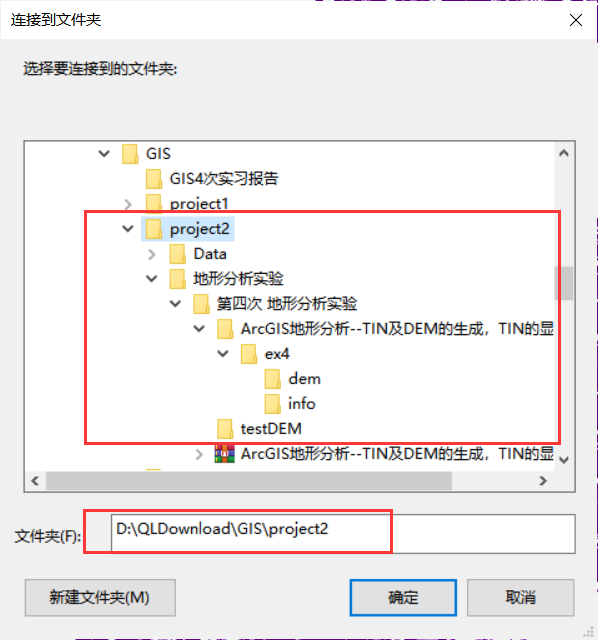 连接到文件夹
选择要连接到的文件夹:
GIS
GIS4次实习报告
project1
project2
Data
地形分析实验
第四次 地形分析实验
ArcGIS地形分析--TIN及DEM的生成，TIN的显
ex4
dem
info
testDEM
ArcGIS地形分析--TIN及DEM的生成，TIN的显
文件夹(F): D:\QLDownload\GIS\project2
新建文件夹(M) 确定 取消